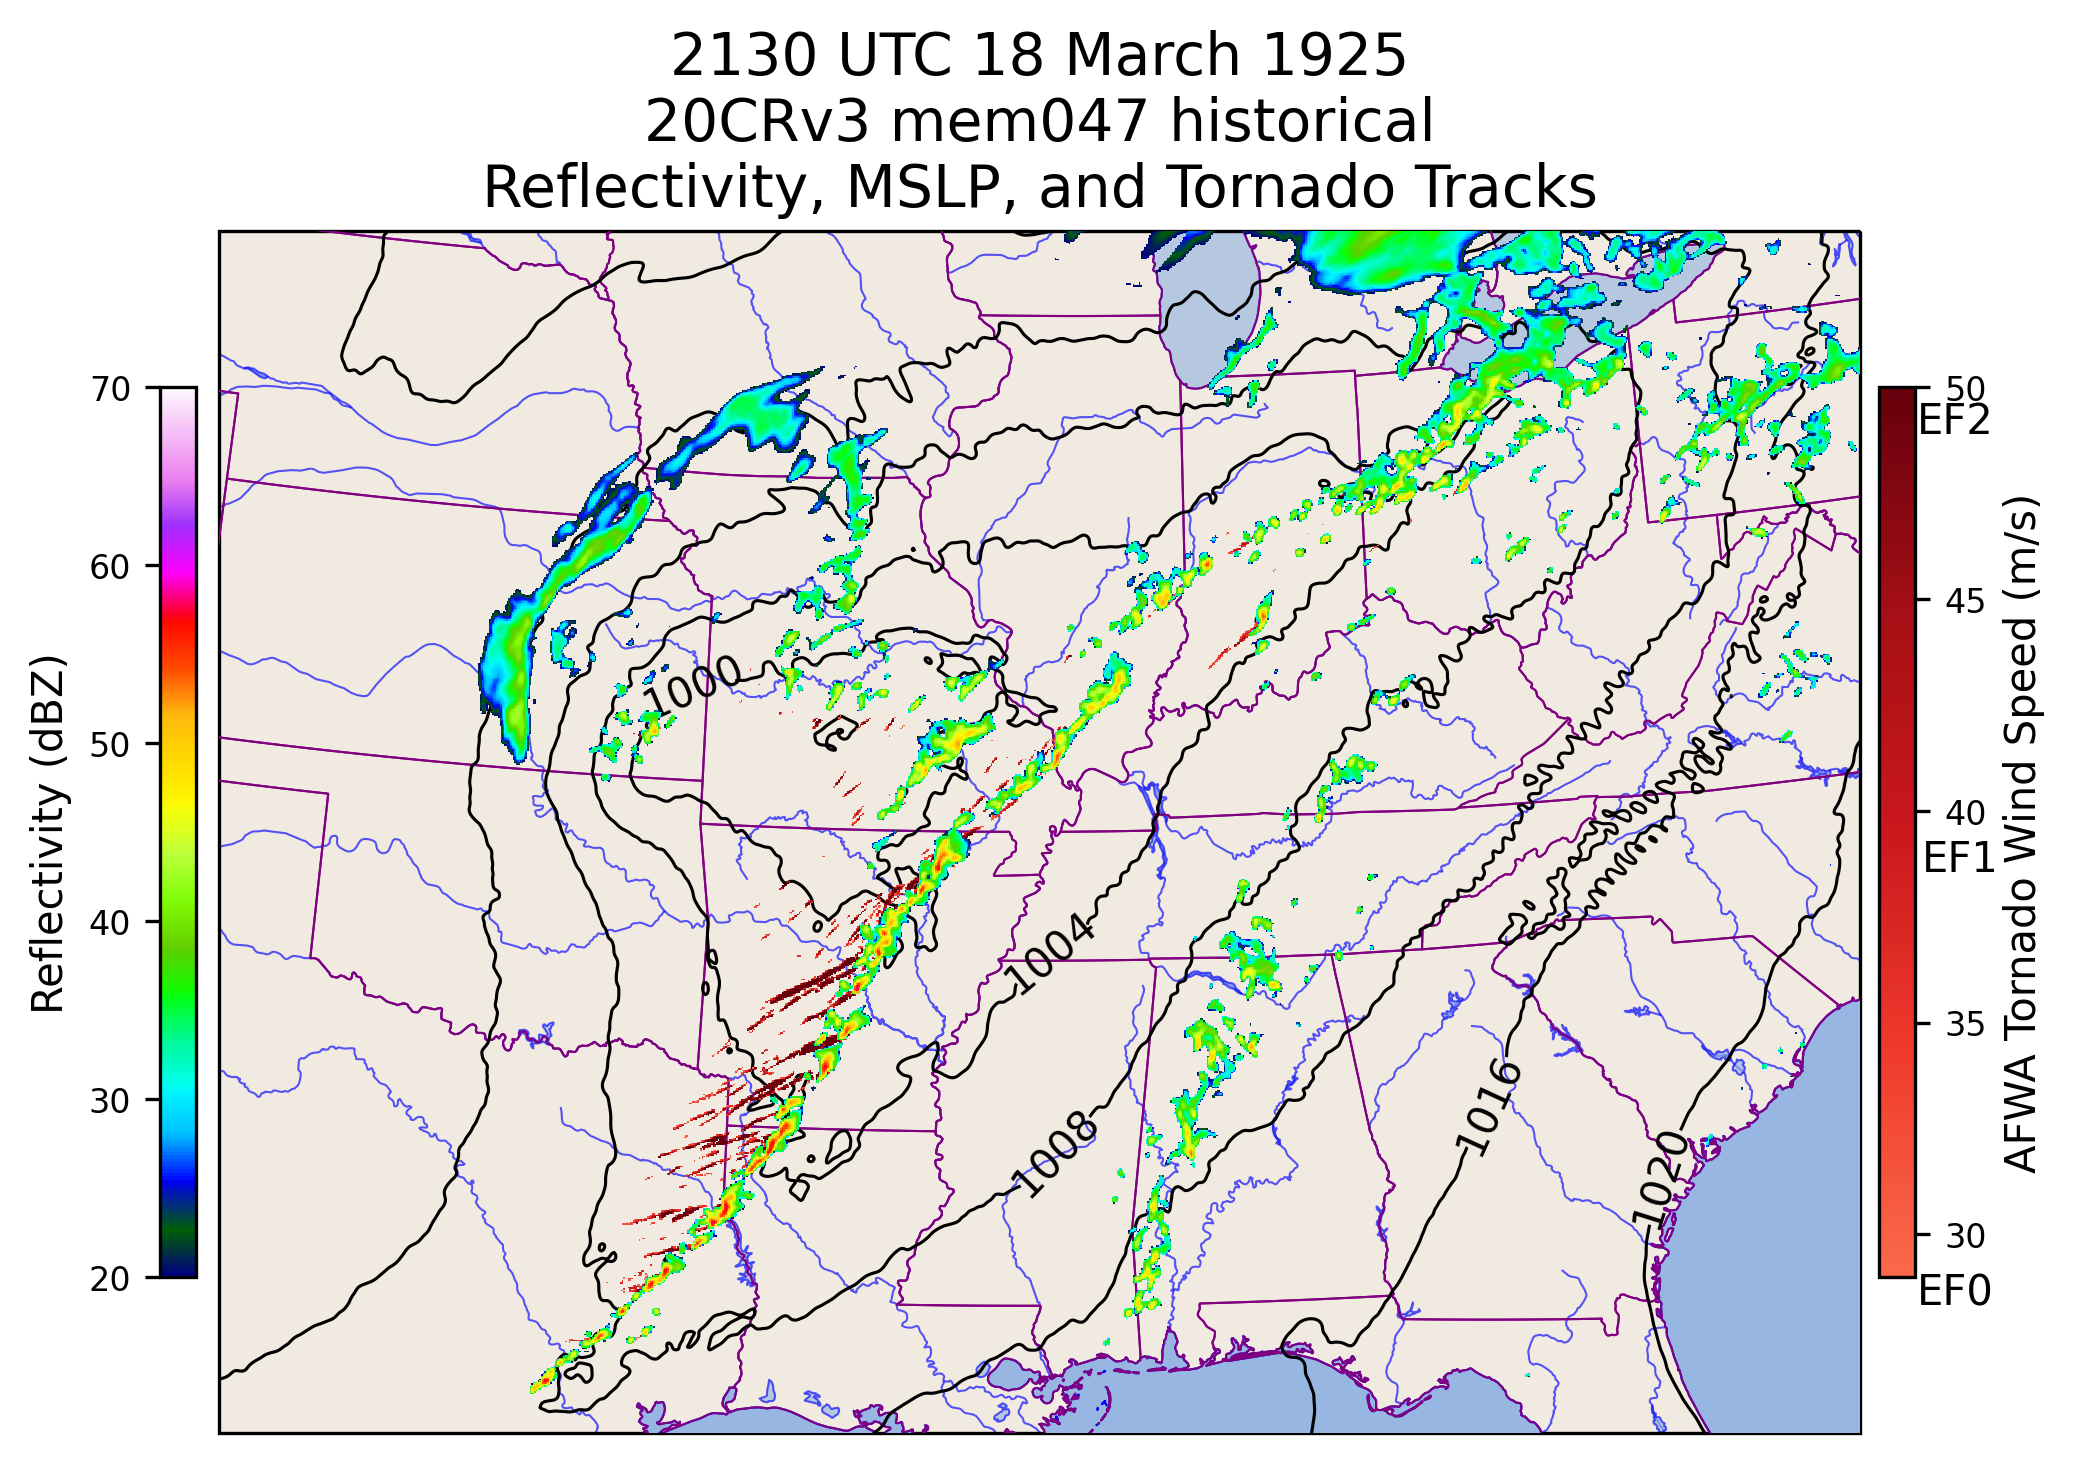 2130 UTC 18 March 1925
20CRv3 mem047 historical
Reflectivity, MSLP, and Tornado Tracks
70
60
50
40
30
20
Reflectivity (dBZ)
1000
1004
1008
1016
1020
50
EF2
45
40
EF1
35
30
EF0
AFWA Tornado Wind Speed (m/s)